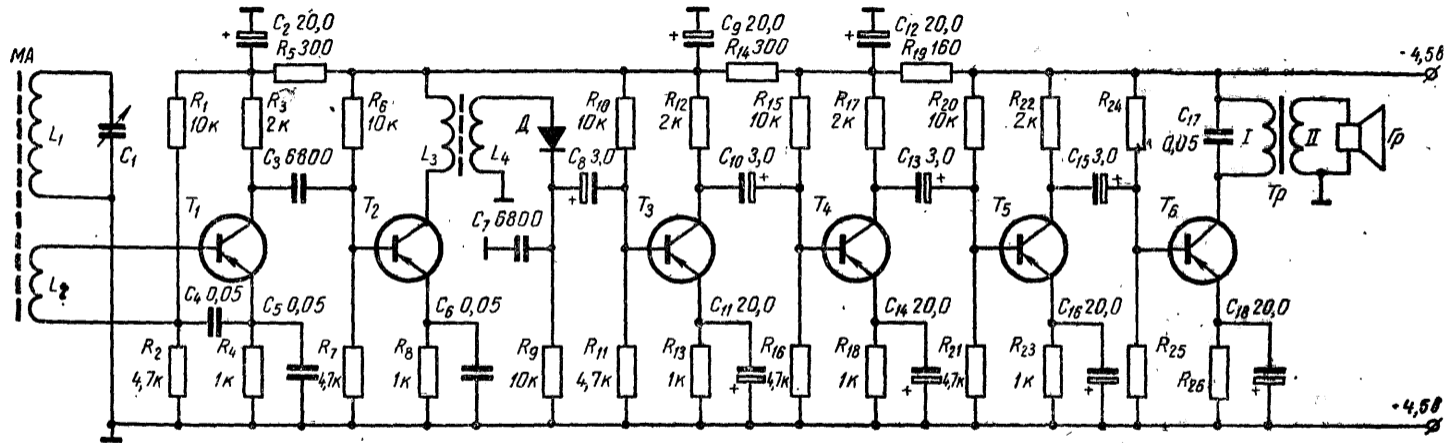 МА
L₁
C₁
L₂
C₂ 20,0
R₅ 300
R₁
10к
R₃
2к
C₃ 6800
T₁
C₄ 0,05
C₅ 0,05
R₂
4,7к
R₄
1к
R₆
10к
T₂
R₇
4,7к
R₈
1к
C₆ 0,05
L₃
L₄
Д
C₇ 6800
C₈ 3,0
+
R₉
10к
R₁₀
10к
R₁₁
4,7к
C₉ 20,0
+
R₁₄ 300
R₁₂
2к
C₁₀ 3,0
+
T₃
C₁₁ 20,0
+
R₁₃
1к
R₁₅
10к
R₁₆
4,7к
C₁₂ 20,0
+
R₁₉ 160
R₁₇
2к
C₁₃ 3,0
+
T₄
C₁₄ 20,0
+
R₁₈
1к
R₂₀
10к
R₂₁
4,7к
R₂₂
2к
C₁₅ 3,0
+
T₅
C₁₆ 20,0
+
R₂₃
1к
R₂₄
R₂₅
T₆
C₁₇
0,05
I
II
Тр
Гр
C₁₈ 20,0
+
R₂₆
-4,5В
+
4,5В